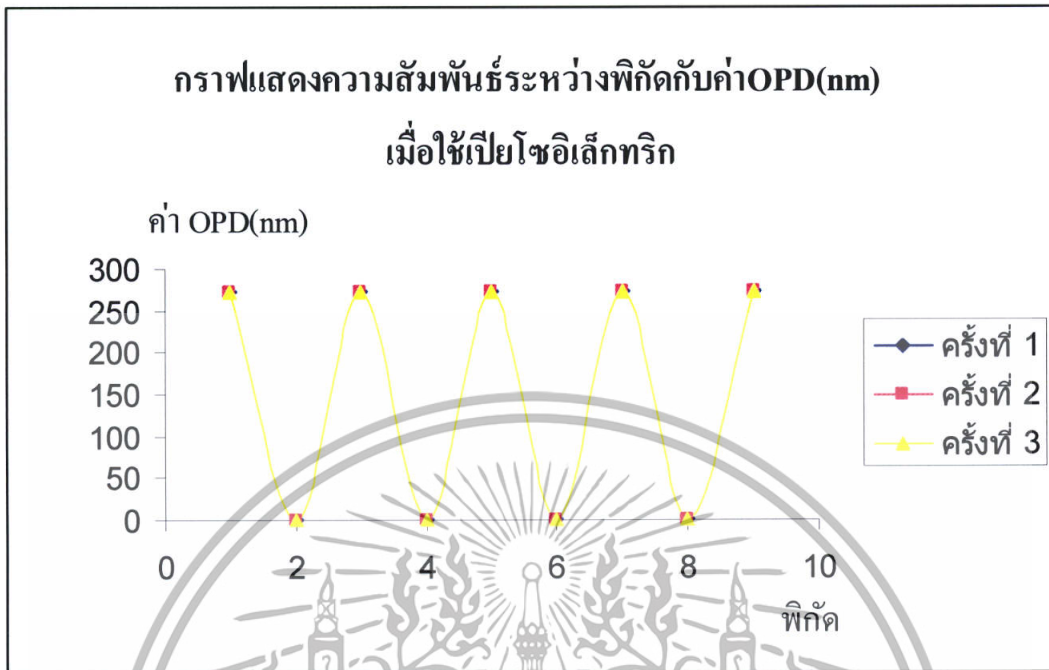 กราฟแสดงความสัมพันธ์ระหว่างพิกัดกับค่าOPD(nm)
เมื่อใช้เปียโซอิเล็กทริก
ค่า OPD(nm)
300
250
200
150
100
50
0
0 2 4 6 8 10
พิกัด
ครั้งที่ 1
ครั้งที่ 2
ครั้งที่ 3